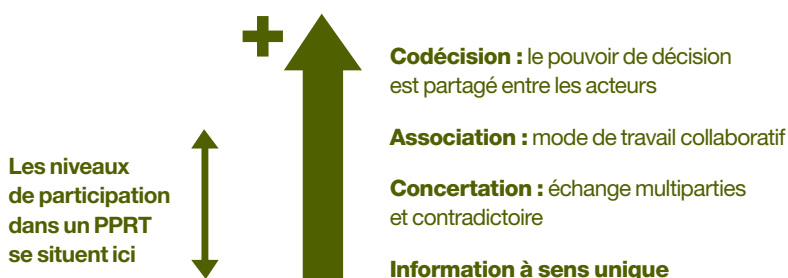 +
Codécision : le pouvoir de décision
est partagé entre les acteurs
Association : mode de travail collaboratif
Les niveaux
de participation
dans un PPRT
se situent ici
Concertation : échange multiparties
et contradictoire
Information à sens unique